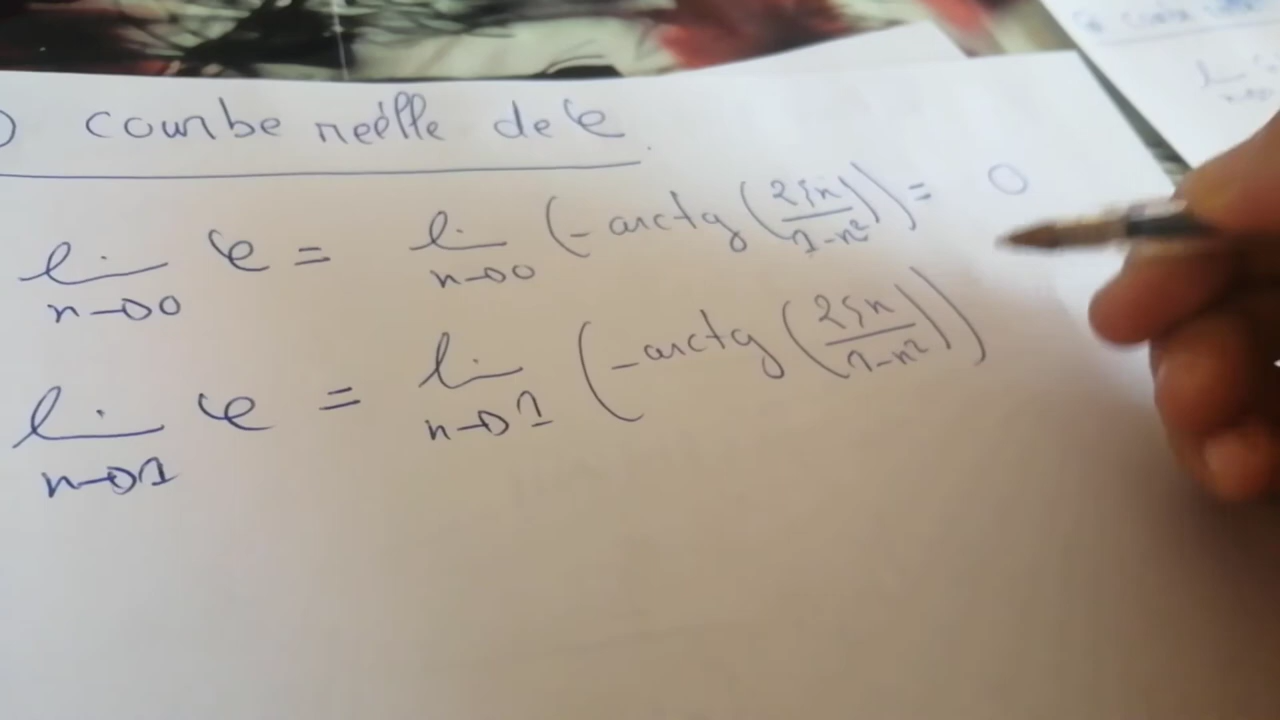 ) courbe réelle de φ
lim n→0 φ = lim n→0 (-arctg(2ξn/1-n²)) = 0
lim n→1 φ = lim n→1 (-arctg(2ξn/1-n²))